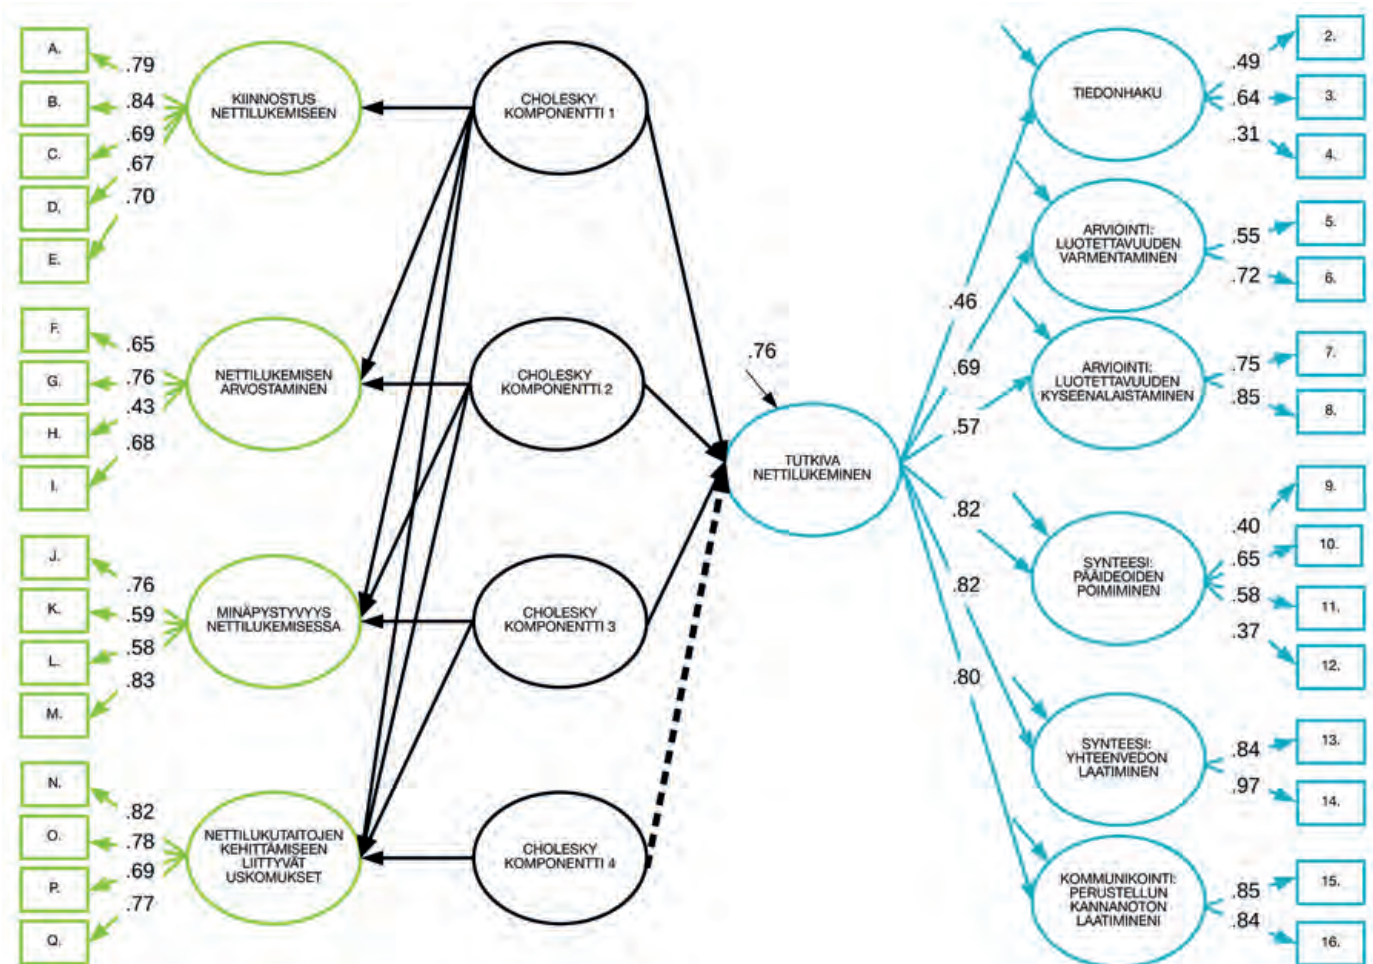 A.
B.
C.
D,
E.
.79
.84
.69
.67
.70
KIINNOSTUS
NETTILUKEMISEEN
F.
G.
H.
I.
.65
.76
.43
.68
NETTILUKEMISEN
ARVOSTAMINEN
J.
K.
L.
M.
.76
.59
.58
.83
MINÄPYSTYVYYS
NETTILUKEMISESSA
N.
O.
P.
Q.
.82
.78
.69
.77
NETTILUKUTAITOJEN
KEHITTÄMISEEN
LIITTYVÄT
USKOMUKSET
CHOLESKY
KOMPONENTTI 1
CHOLESKY
KOMPONENTTI 2
CHOLESKY
KOMPONENTTI 3
CHOLESKY
KOMPONENTTI 4
.76
TUTKIVA
NETTILUKEMINEN
.46
.69
.57
.82
.82
.80
TIEDONHAKU
.49
.64
.31
2.
3.
4.
ARVIOINTI:
LUOTETTAVUUDEN
VARMENTAMINEN
.55
.72
5.
6.
ARVIOINTI:
LUOTETTAVUUDEN
KYSEENALAISTAMINEN
.75
.85
7.
8.
SYNTEESI:
PÄÄIDEOIDEN
POIMIMINEN
.40
.65
.58
.37
9.
10.
11.
12.
SYNTEESI:
YHTEENVEDON
LAATIMINEN
.84
.97
13.
14.
KOMMUNIKOINTI:
PERUSTELLUN
KANNANOTON
LAATIMINENI
.85
.84
15.
16.